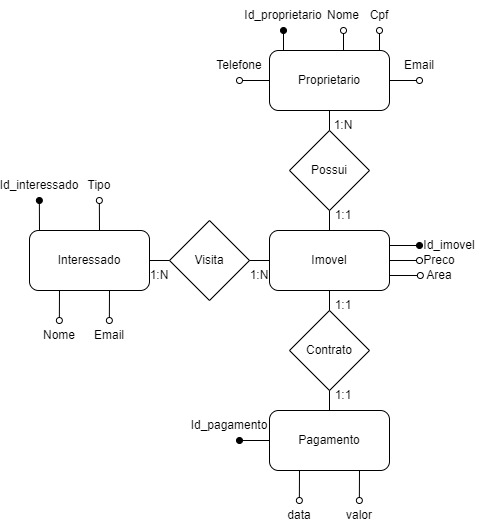 Id_proprietario Nome Cpf
Telefone Proprietario Email
1:N
Possui
1:1
Id_interessado Tipo
Interessado 1:N Visita 1:N Imovel
Id_imovel
Preco
Area
Nome Email
1:1
Contrato
1:1
Id_pagamento
Pagamento
data valor